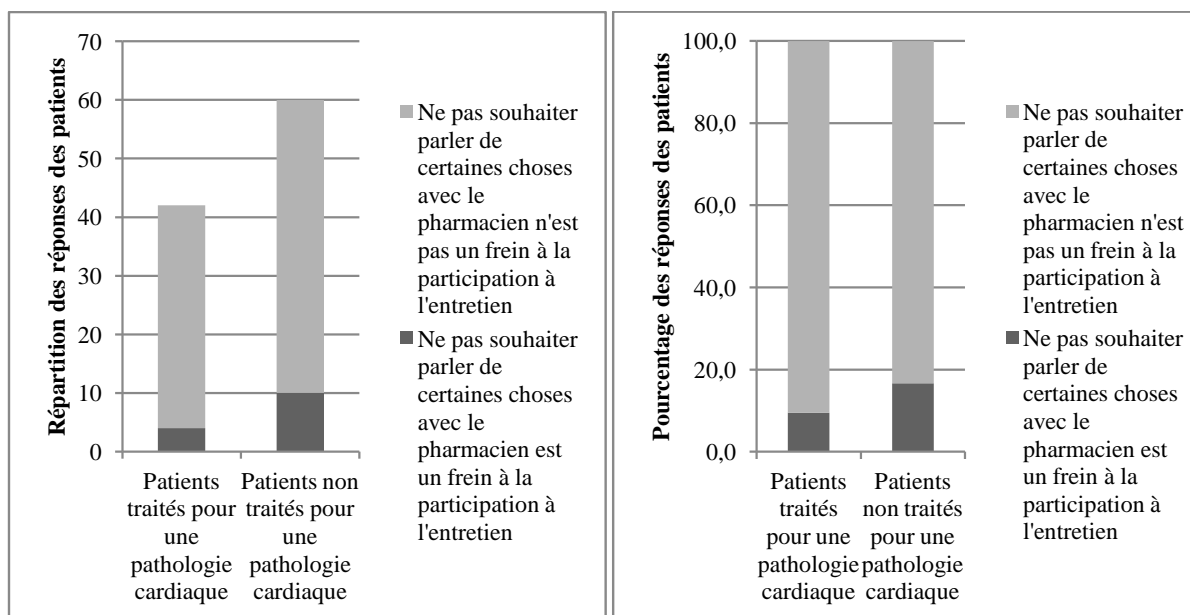 Répartition des réponses des patients
70
60
50
40
30
20
10
0
Patients
traités pour
une
pathologie
cardiaque
Patients non
traités pour
une
pathologie
cardiaque
Ne pas souhaiter
parler de
certaines choses
avec le
pharmacien n'est
pas un frein à la
participation à
l'entretien
Ne pas souhaiter
parler de
certaines choses
avec le
pharmacien est
un frein à la
participation à
l'entretien
Pourcentage des réponses des patients
100,0
80,0
60,0
40,0
20,0
0,0
Patients
traités
pour une
pathologie
cardiaque
Patients
non traités
pour une
pathologie
cardiaque
Ne pas souhaiter
parler de
certaines choses
avec le
pharmacien n'est
pas un frein à la
participation à
l'entretien
Ne pas souhaiter
parler de
certaines choses
avec le
pharmacien est
un frein à la
participation à
l'entretien